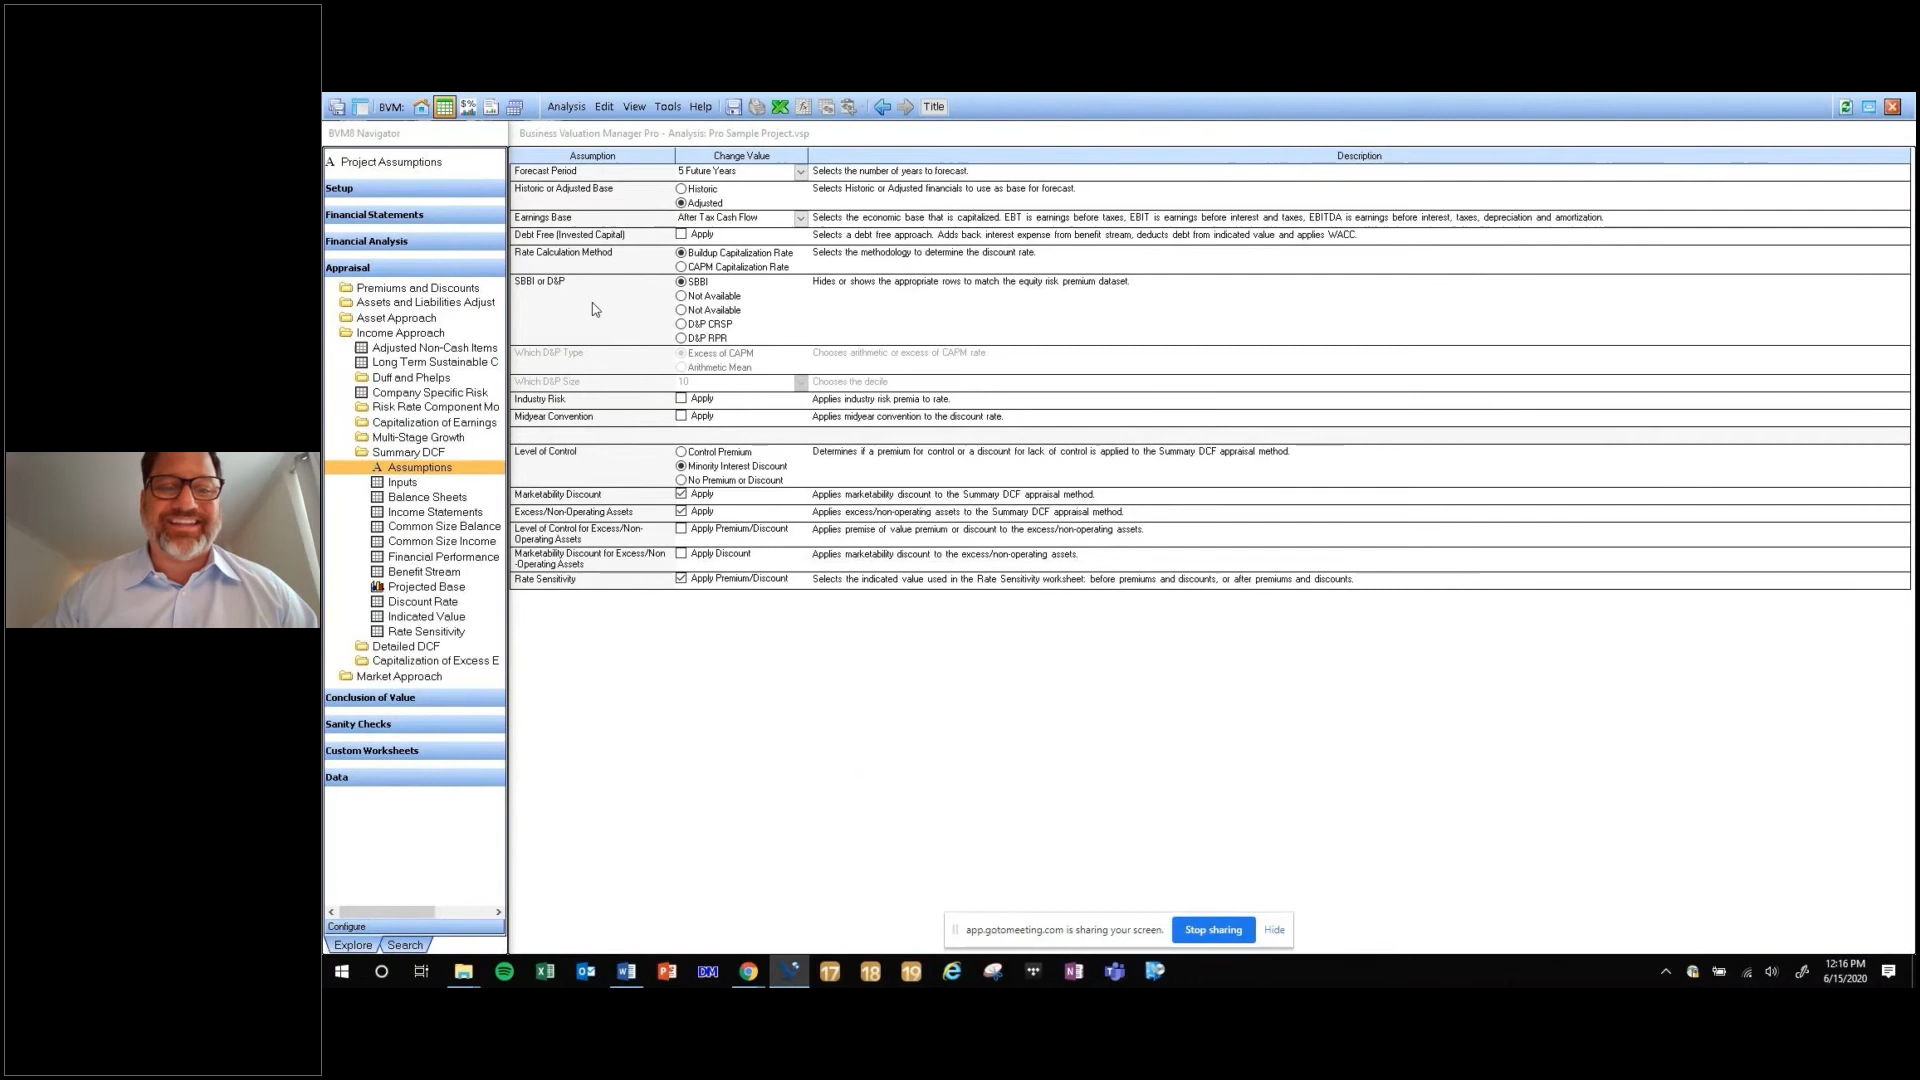 BVM:
Analysis Edit View Tools Help
Title
BVM8 Navigator
Business Valuation Manager Pro - Analysis: Pro Sample Project.vsp
A Project Assumptions
Setup
Financial Statements
Financial Analysis
Appraisal
Premiums and Discounts
Assets and Liabilities Adjust
Asset Approach
Income Approach
Adjusted Non-Cash Items
Long Term Sustainable C
Duff and Phelps
Company Specific Risk
Risk Rate Component Mo
Capitalization of Earnings
Multi-Stage Growth
Summary DCF
A Assumptions
Inputs
Balance Sheets
Income Statements
Common Size Balance
Common Size Income
Financial Performance
Benefit Stream
Projected Base
Discount Rate
Indicated Value
Rate Sensitivity
Detailed DCF
Capitalization of Excess E
Market Approach
Conclusion of Value
Sanity Checks
Custom Worksheets
Data
Configure
Explore Search
Assumption Change Value Description
Forecast Period 5 Future Years Selects the number of years to forecast.
Historic or Adjusted Base Historic Selects Historic or Adjusted financials to use as base for forecast.
Adjusted
Earnings Base After Tax Cash Flow Selects the economic base that is capitalized. EBT is earnings before taxes, EBIT is earnings before interest and taxes, EBITDA is earnings before interest, taxes, depreciation and amortization.
Debt Free (Invested Capital) Apply Selects a debt free approach. Adds back interest expense from benefit stream, deducts debt from indicated value and applies WACC.
Rate Calculation Method Buildup Capitalization Rate Selects the methodology to determine the discount rate.
CAPM Capitalization Rate
SBBI or D&P SBBI Hides or shows the appropriate rows to match the equity risk premium dataset.
Not Available
Not Available
D&P CRSP
D&P RPR
Which D&P Type Excess of CAPM Chooses arithmetic or excess of CAPM rate
Arithmetic Mean
Which D&P Size 10 Chooses the decile
Industry Risk Apply Applies industry risk premia to rate.
Midyear Convention Apply Applies midyear convention to the discount rate.
Level of Control Control Premium Determines if a premium for control or a discount for lack of control is applied to the Summary DCF appraisal method.
Minority Interest Discount
No Premium or Discount
Marketability Discount Apply Applies marketability discount to the Summary DCF appraisal method.
Excess/Non-Operating Assets Apply Applies excess/non-operating assets to the Summary DCF appraisal method.
Level of Control for Excess/Non- Apply Premium/Discount Applies premise of value premium or discount to the excess/non-operating assets.
Operating Assets
Marketability Discount for Excess/Non Apply Discount Applies marketability discount to the excess/non-operating assets.
-Operating Assets
Rate Sensitivity Apply Premium/Discount Selects the indicated value used in the Rate Sensitivity worksheet: before premiums and discounts, or after premiums and discounts.
app.gotomeeting.com is sharing your screen. Stop sharing Hide
DM
17 18 19
12:16 PM
6/15/2020